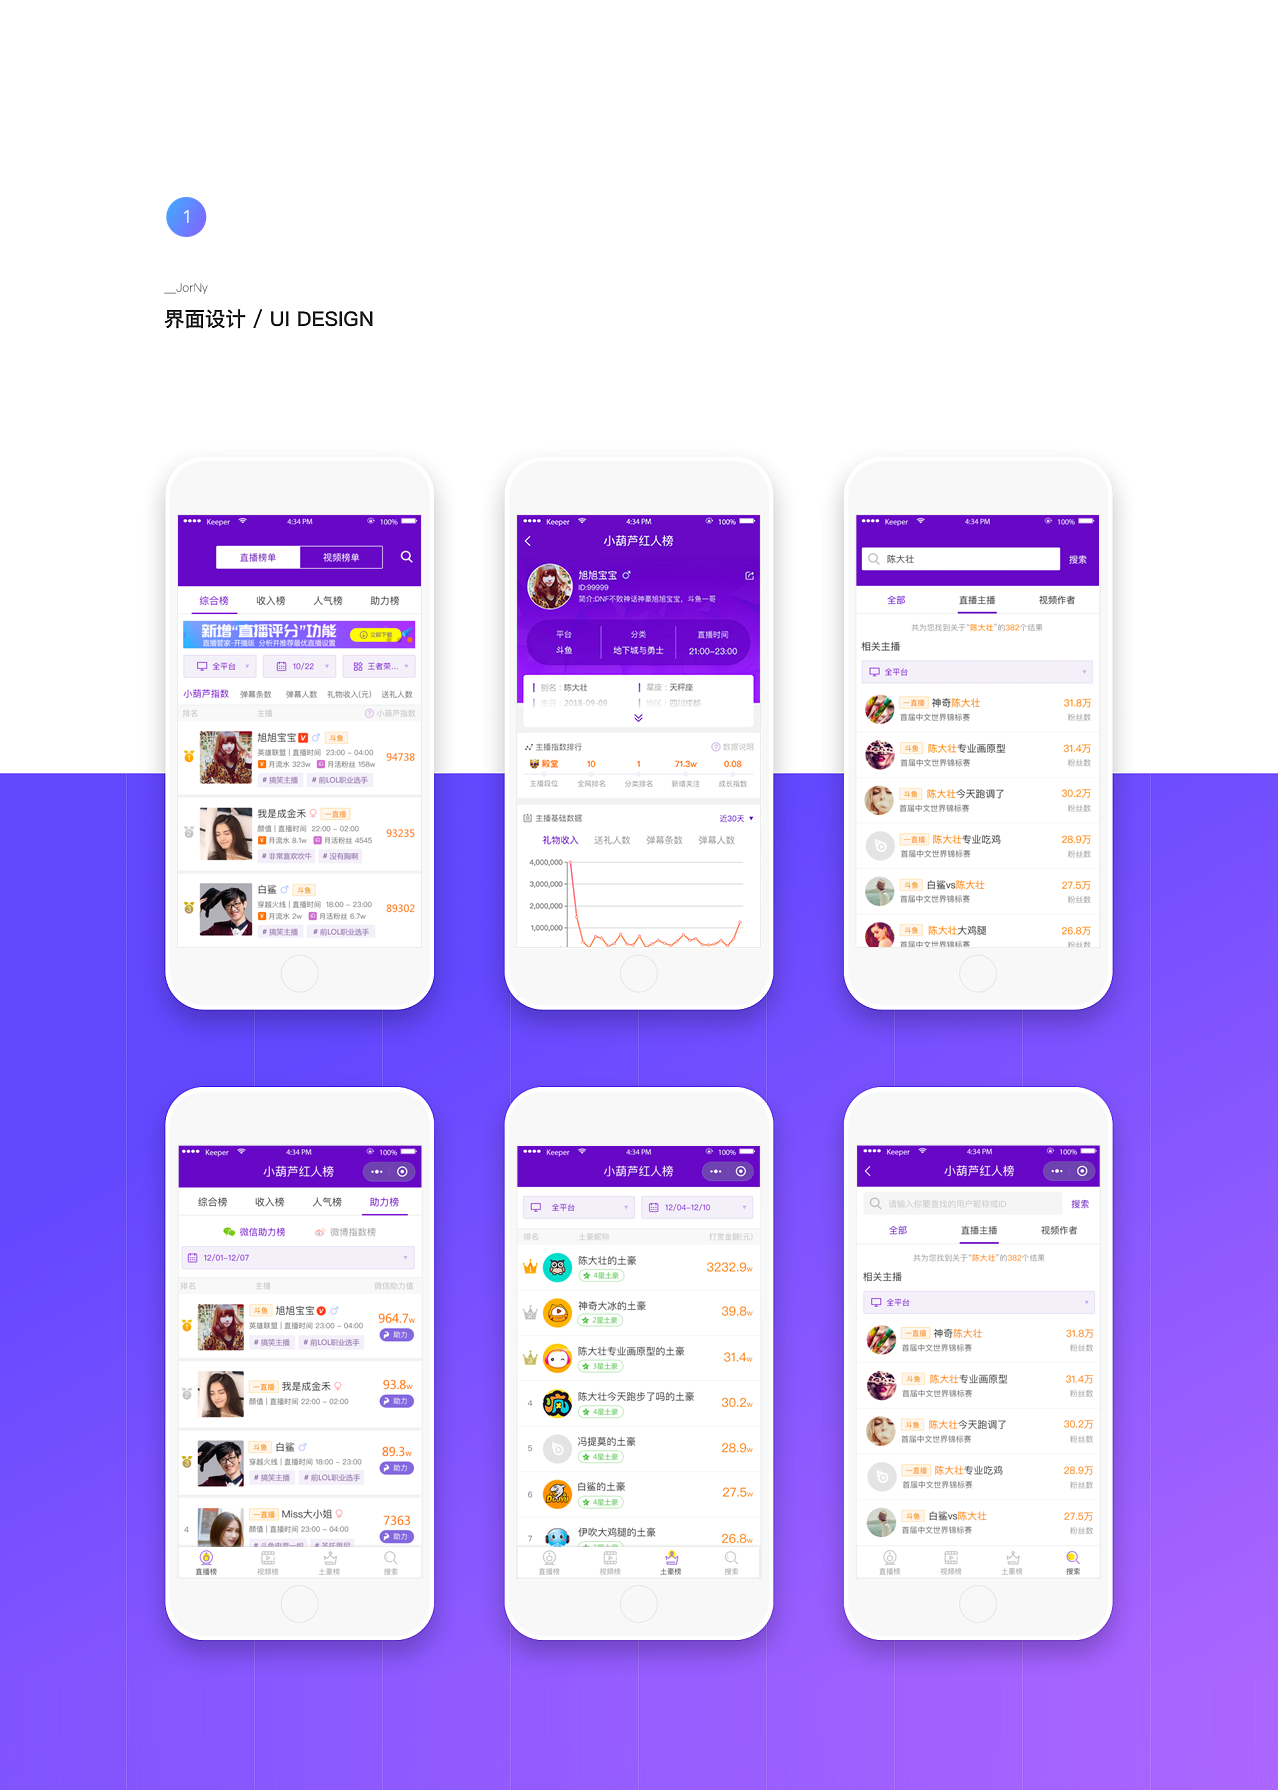 1
__JorNy
界面设计 / UI DESIGN
Keeper 4:34 PM 100%
直播榜单 视频榜单
综合榜 收入榜 人气榜 助力榜
新增“直播评分”功能
直播管家-开播版 分析并推荐最优直播设置
立即下载
全平台 10/22 王者荣...
小葫芦指数 弹幕条数 弹幕人数 礼物收入(元) 送礼人数
排名 主播 小葫芦指数
1 旭旭宝宝 V 斗鱼
英雄联盟 | 直播时间 23:00 ~ 04:00
月流水 323w 月活粉丝 158w
# 搞笑主播 # 前LOL职业选手
94738
2 我是成金禾 一直播
颜值 | 直播时间 22:00 ~ 02:00
月流水 8.1w 月活粉丝 4545
# 非常喜欢吹牛 # 没有胸啊
93235
3 白鲨 斗鱼
穿越火线 | 直播时间 18:00 ~ 23:00
月流水 2w 月活粉丝 6.7w
# 搞笑主播 # 前LOL职业选手
89302
Keeper 4:34 PM 100%
小葫芦红人榜
旭旭宝宝
ID:99999
简介:DNF不败神话神豪旭旭宝宝，斗鱼一哥
平台 分类 直播时间
斗鱼 地下城与勇士 21:00~23:00
别名：陈大壮 星座：天秤座
生日：2018-09-09 地区：四川成都
主播指数排行 数据说明
殿堂 10 1 71.3w 0.08
主播段位 全网排名 分类排名 新增关注 成长指数
主播基础数据 近30天
礼物收入 送礼人数 弹幕条数 弹幕人数
4,000,000
3,000,000
2,000,000
1,000,000
Keeper 4:34 PM 100%
陈大壮 搜索
全部 直播主播 视频作者
共为您找到关于“陈大壮”的382个结果
相关主播
全平台
一直播 神奇陈大壮 31.8万
首届中文世界锦标赛 粉丝数
斗鱼 陈大壮专业画原型 31.4万
首届中文世界锦标赛 粉丝数
斗鱼 陈大壮今天跑调了 30.2万
首届中文世界锦标赛 粉丝数
一直播 陈大壮专业吃鸡 28.9万
首届中文世界锦标赛 粉丝数
斗鱼 白鲨vs陈大壮 27.5万
首届中文世界锦标赛 粉丝数
斗鱼 陈大壮大鸡腿 26.8万
首届中文世界锦标赛 粉丝数
Keeper 4:34 PM 100%
小葫芦红人榜
综合榜 收入榜 人气榜 助力榜
微信助力榜 微博指数榜
12/01~12/07
排名 主播 微信助力值
1 斗鱼 旭旭宝宝 V 964.7w
英雄联盟 | 直播时间 23:00 ~ 04:00
# 搞笑主播 # 前LOL职业选手 助力
2 一直播 我是成金禾 93.8w
颜值 | 直播时间 22:00 ~ 02:00 助力
3 斗鱼 白鲨 89.3w
穿越火线 | 直播时间 18:00 ~ 23:00
# 搞笑主播 # 前LOL职业选手 助力
4 一直播 Miss大小姐 7363
颜值 | 直播时间 23:00 ~ 04:00
助力
直播榜 视频榜 土豪榜 搜索
Keeper 4:34 PM 100%
小葫芦红人榜
全平台 12/04~12/10
排名 土豪昵称 打赏金额(元)
1 陈大壮的土豪 3232.9w
4星土豪
2 神奇大冰的土豪 39.8w
2星土豪
3 陈大壮专业画原型的土豪 31.4w
3星土豪
4 陈大壮今天跑步了吗的土豪 30.2w
4星土豪
5 冯提莫的土豪 28.9w
4星土豪
6 白鲨的土豪 27.5w
4星土豪
7 伊吹大鸡腿的土豪 26.8w
直播榜 视频榜 土豪榜 搜索
Keeper 4:34 PM 100%
小葫芦红人榜
请输入你要查找的用户昵称或ID 搜索
全部 直播主播 视频作者
共为您找到关于“陈大壮”的382个结果
相关主播
全平台
一直播 神奇陈大壮 31.8万
首届中文世界锦标赛 粉丝数
斗鱼 陈大壮专业画原型 31.4万
首届中文世界锦标赛 粉丝数
斗鱼 陈大壮今天跑调了 30.2万
首届中文世界锦标赛 粉丝数
一直播 陈大壮专业吃鸡 28.9万
首届中文世界锦标赛 粉丝数
斗鱼 白鲨vs陈大壮 27.5万
首届中文世界锦标赛 粉丝数
直播榜 视频榜 土豪榜 搜索